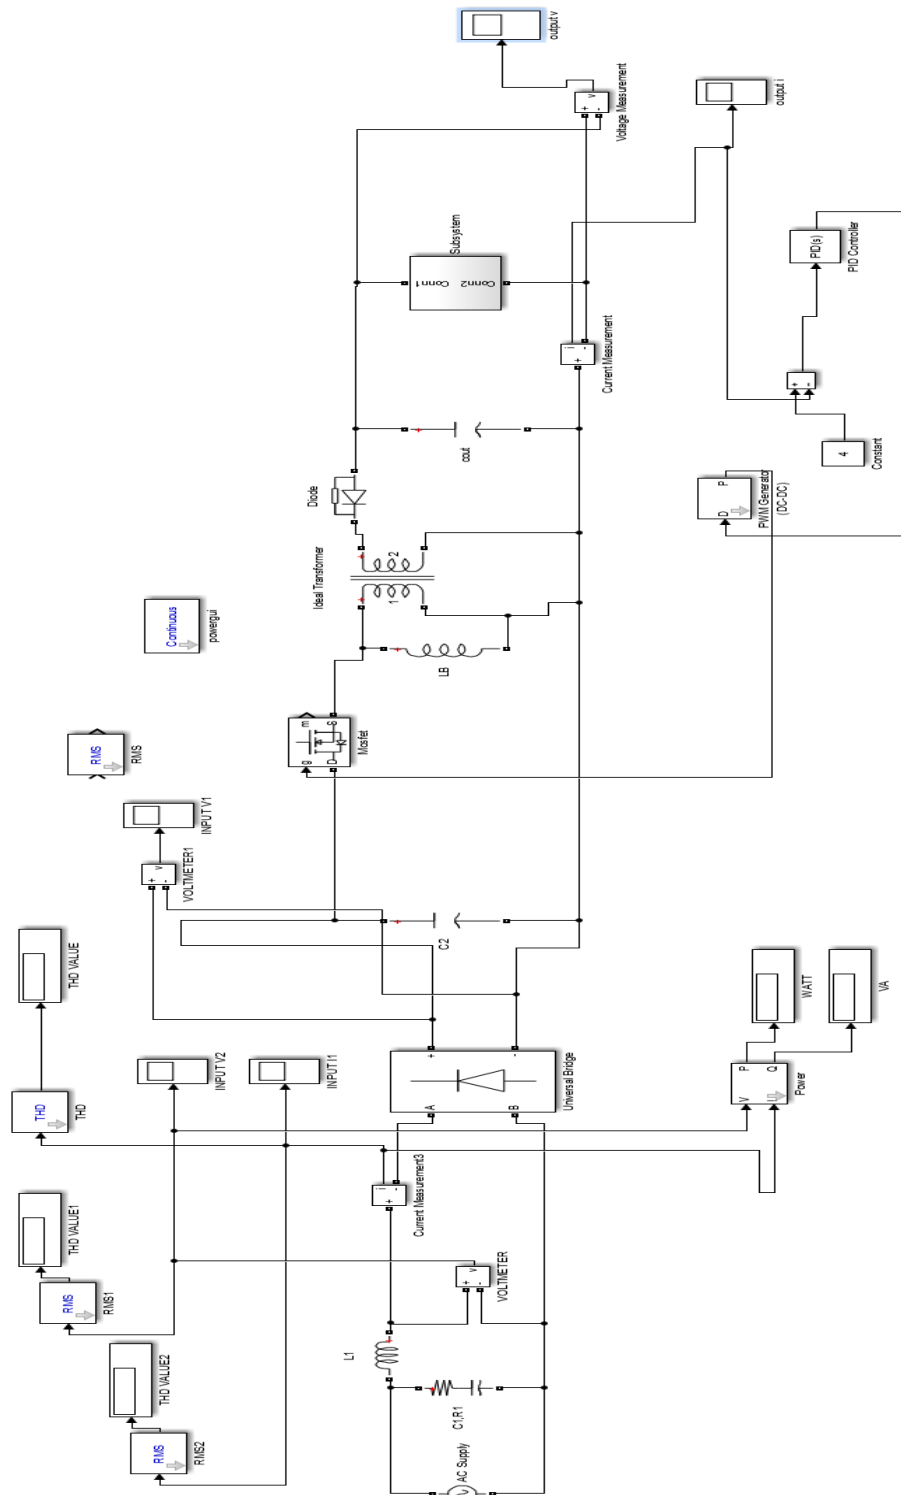 AC Supply
C1,R1
L1
VOLTMETER
+
-
v
Current Measurement3
+
-
i
RMS
RMS2
THD VALUE2
RMS
RMS1
THD VALUE1
THD
THD
THD VALUE
INPUT V2
INPUT I1
A
B
+
-
Universal Bridge
V
I
P
Q
Power
WATT
VA
C2
+
-
v
VOLTMETER1
INPUT V1
RMS
RMS
Continuous
powergui
g
m
D
S
Mosfet
LB
Ideal Transformer
1
2
Diode
cout
D
P
PWM Generator
(DC-DC)
4
Constant
+
-
PID(s)
PID Controller
+
-
i
Current Measurement
Conn1
Conn2
Subsystem
+
-
v
Voltage Measurement
output v
output i